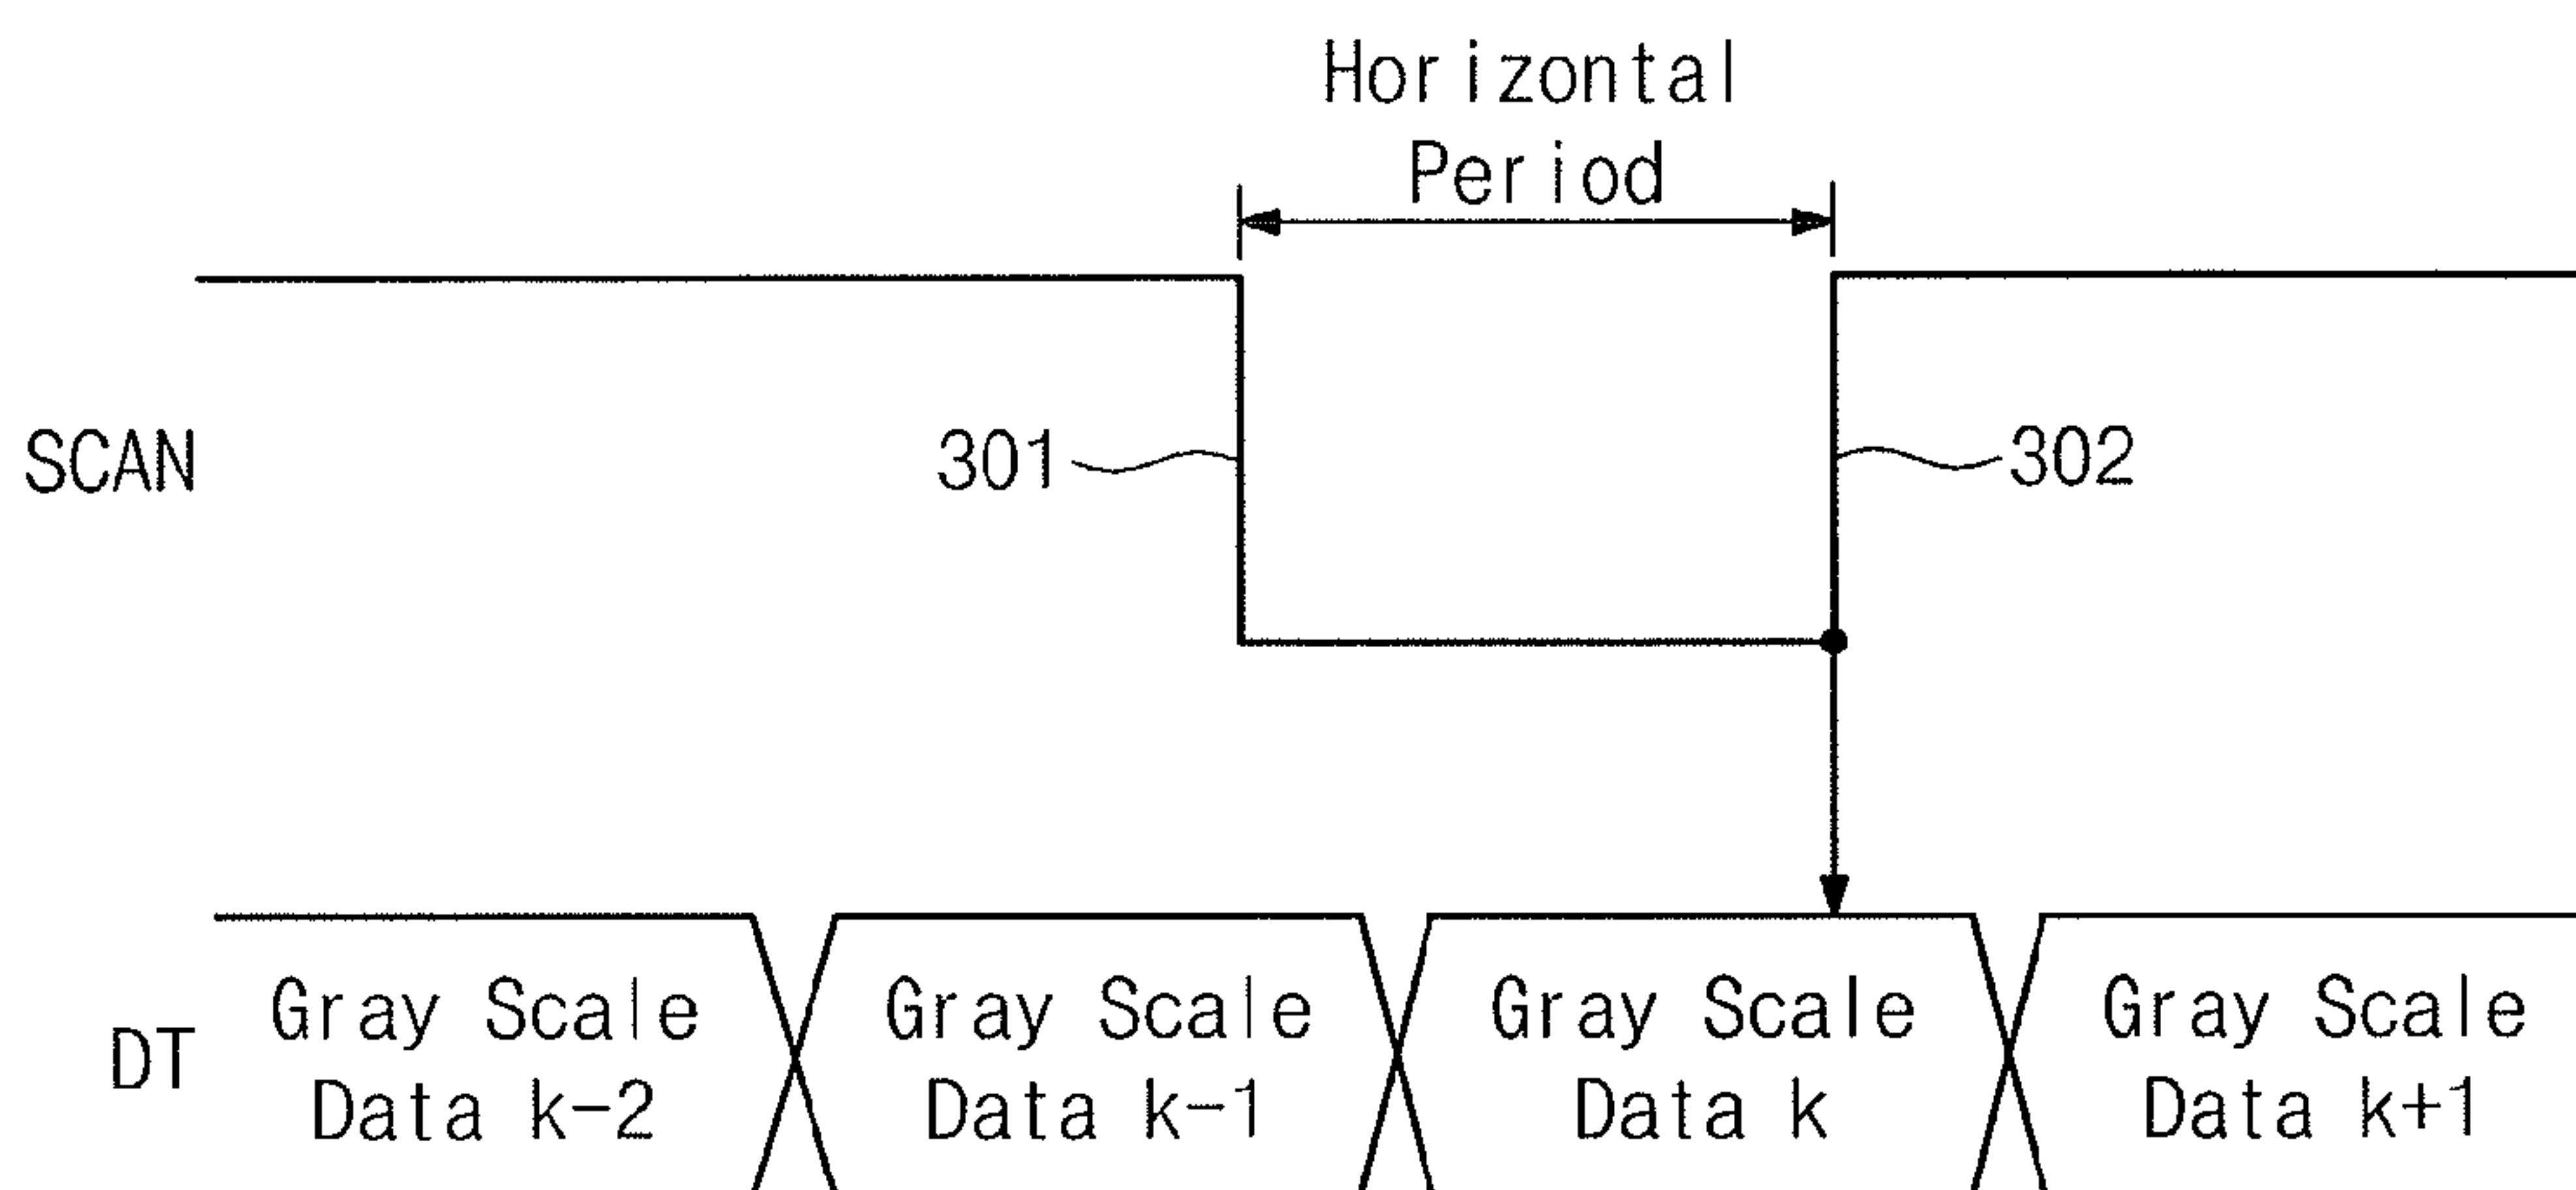 Horizontal
Period
SCAN
301
302
DT
Gray Scale
Data k-2
Gray Scale
Data k-1
Gray Scale
Data k
Gray Scale
Data k+1